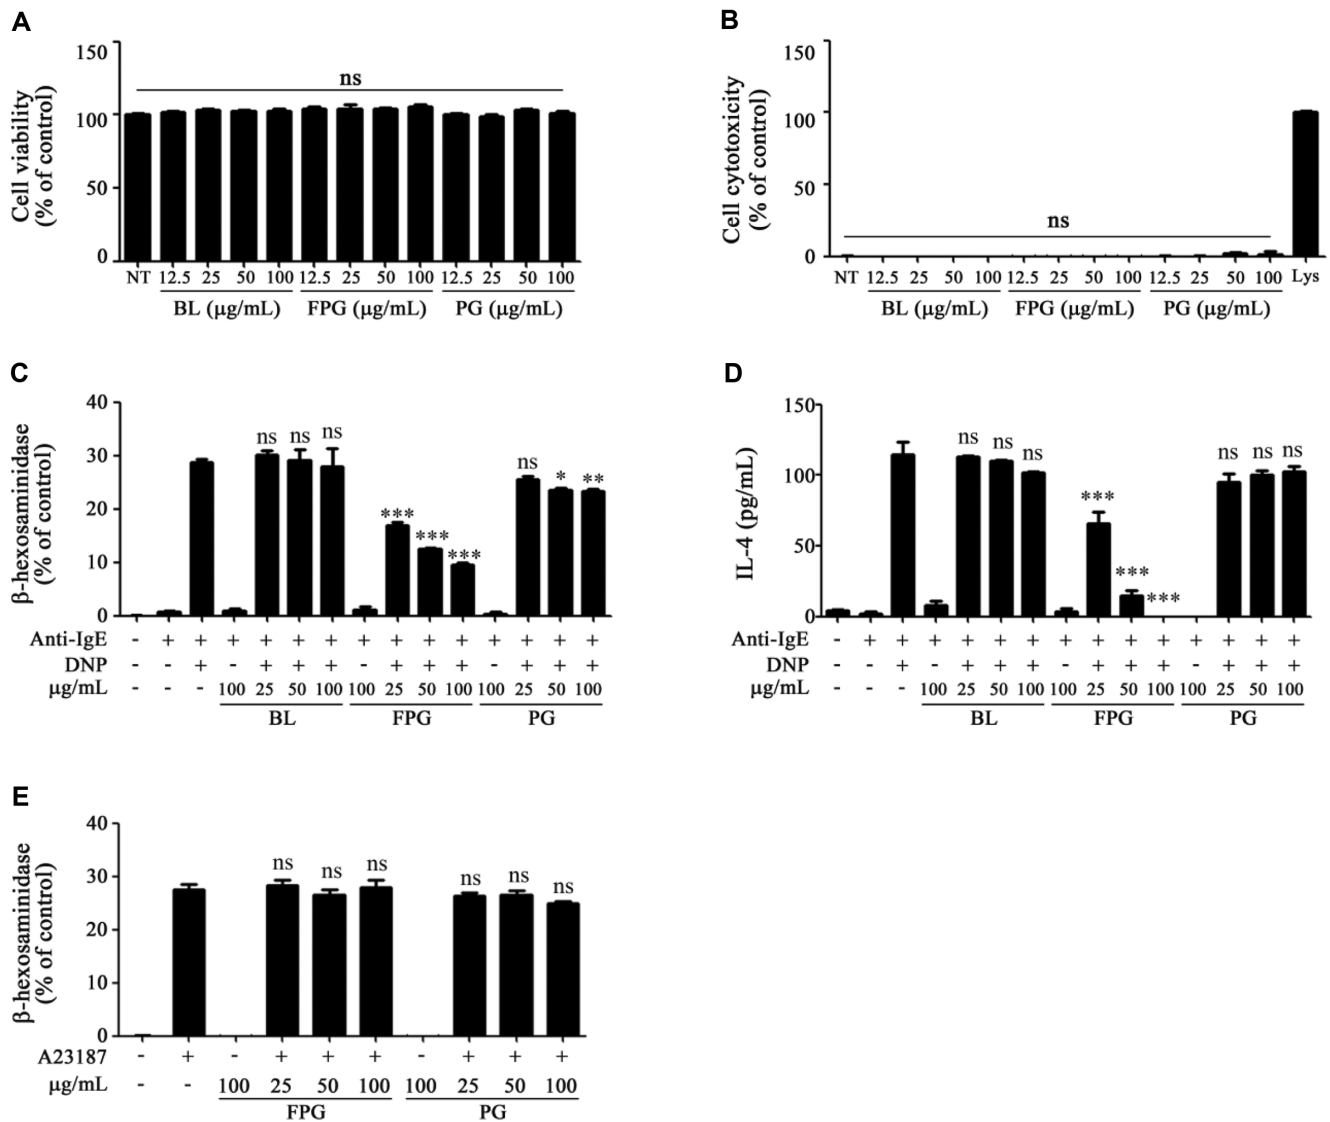 A
Cell viability
(% of control)
150
100
50
0
ns
NT 12.5 25 50 100 12.5 25 50 100 12.5 25 50 100
BL (μg/mL) FPG (μg/mL) PG (μg/mL)
B
Cell cytotoxicity
(% of control)
150
100
50
0
ns
NT 12.5 25 50 100 12.5 25 50 100 12.5 25 50 100 Lys
BL (μg/mL) FPG (μg/mL) PG (μg/mL)
C
β-hexosaminidase
(% of control)
40
30
20
10
0
ns ns ns *** *** *** ns * **
Anti-IgE - + + + + + + + + + + + + + +
DNP - - + - + + + - + + + - + + +
μg/mL - - - 100 25 50 100 100 25 50 100 100 25 50 100
BL FPG PG
D
IL-4 (pg/mL)
150
100
50
0
ns ns ns *** *** *** ns ns ns
Anti-IgE - + + + + + + + + + + + + + +
DNP - - + - + + + - + + + - + + +
μg/mL - - - 100 25 50 100 100 25 50 100 100 25 50 100
BL FPG PG
E
β-hexosaminidase
(% of control)
40
30
20
10
0
ns ns ns ns ns ns
A23187 - + - + + + - + + +
μg/mL - - 100 25 50 100 100 25 50 100
FPG PG